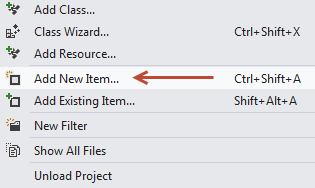 Add Class...
Class Wizard... Ctrl+Shift+X
Add Resource...
Add New Item... Ctrl+Shift+A
Add Existing Item... Shift+Alt+A
New Filter
Show All Files
Unload Project